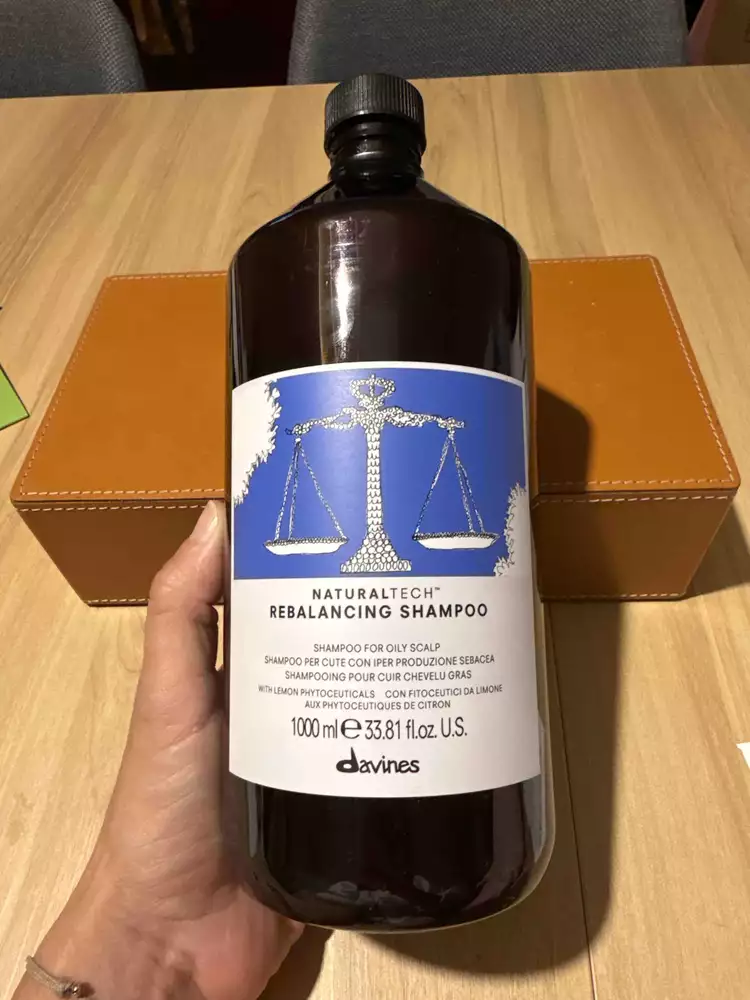 NATURALTECH™
REBALANCING SHAMPOO
SHAMPOO FOR OILY SCALP
SHAMPOO PER CUTE CON IPER PRODUZIONE SEBACEA
SHAMPOOING POUR CUIR CHEVELU GRAS
WITH LEMON PHYTOCEUTICALS CON FITOCEUTICI DA LIMONE
AUX PHYTOCEUTIQUES DE CITRON
1000 ml ℮ 33.81 fl.oz. U.S.
davines